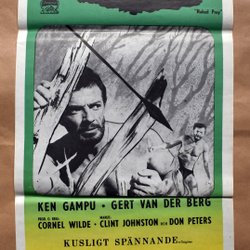 "Naked Prey"
KEN GAMPU • GERT VAN DER BERG
PROD. O. REGI: MANUS:
CORNEL WILDE • CLINT JOHNSTON OCH DON PETERS
KUSLIGT SPÄNNANDE